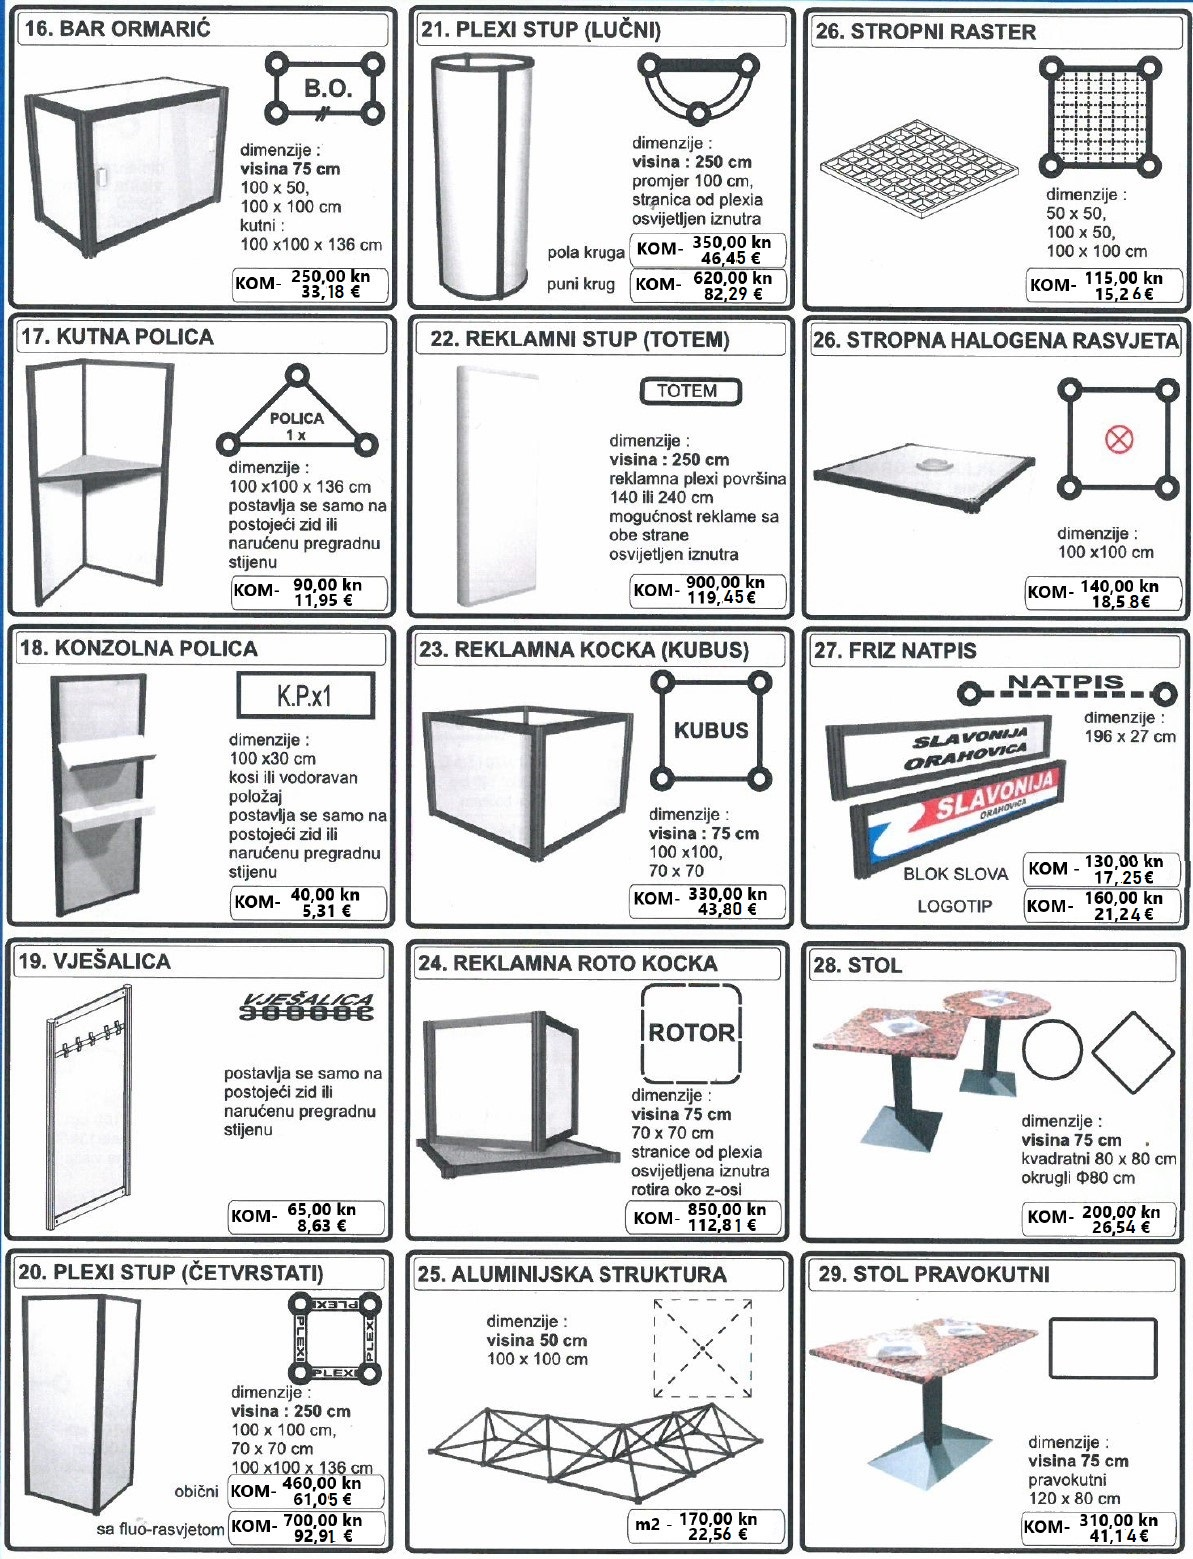 16. BAR ORMARIĆ
B.O.
dimenzije :
visina 75 cm
100 x 50,
100 x 100 cm
kutni :
100 x100 x 136 cm
KOM- 250,00 kn
33,18 €
17. KUTNA POLICA
POLICA
1 x
dimenzije :
100 x100 x 136 cm
postavlja se samo na
postojeći zid ili
naručenu pregradnu
stijenu
KOM- 90,00 kn
11,95 €
18. KONZOLNA POLICA
K.P.x1
dimenzije :
100 x30 cm
kosi ili vodoravan
položaj
postavlja se samo na
postojeći zid ili
naručenu pregradnu
stijenu
KOM- 40,00 kn
5,31 €
19. VJEŠALICA
VJEŠALICA
postavlja se samo na
postojeći zid ili
naručenu pregradnu
stijenu
KOM- 65,00 kn
8,63 €
20. PLEXI STUP (ČETVRSTATI)
PLEXI
PLEXI
PLEXI
PLEXI
dimenzije :
visina : 250 cm
100 x 100 cm,
70 x 70 cm
100 x100 x 136 cm
obični KOM- 460,00 kn
61,05 €
sa fluo-rasvjetom KOM- 700,00 kn
92,91 €
21. PLEXI STUP (LUČNI)
dimenzije :
visina : 250 cm
promjer 100 cm,
stranica od plexia
osvijetljen iznutra
pola kruga KOM- 350,00 kn
46,45 €
puni krug KOM- 620,00 kn
82,29 €
22. REKLAMNI STUP (TOTEM)
TOTEM
dimenzije :
visina : 250 cm
reklamna plexi površina
140 ili 240 cm
mogućnost reklame sa
obe strane
osvijetljen iznutra
KOM- 900,00 kn
119,45 €
23. REKLAMNA KOCKA (KUBUS)
KUBUS
dimenzije :
visina : 75 cm
100 x100,
70 x 70
KOM- 330,00 kn
43,80 €
24. REKLAMNA ROTO KOCKA
ROTOR
dimenzije :
visina 75 cm
70 x 70 cm
stranice od plexia
osvijetljena iznutra
rotira oko z-osi
KOM- 850,00 kn
112,81 €
25. ALUMINIJSKA STRUKTURA
dimenzije :
visina 50 cm
100 x 100 cm
m2 - 170,00 kn
22,56 €
26. STROPNI RASTER
dimenzije :
50 x 50,
100 x 50,
100 x 100 cm
KOM- 115,00 kn
15,26 €
26. STROPNA HALOGENA RASVJETA
dimenzije :
100 x100 cm
KOM- 140,00 kn
18,58€
27. FRIZ NATPIS
NATPIS
dimenzije :
196 x 27 cm
SLAVONIJA
ORAHOVICA
SLAVONIJA
ORAHOVICA
BLOK SLOVA KOM - 130,00 kn
17,25€
LOGOTIP KOM- 160,00 kn
21,24 €
28. STOL
dimenzije :
visina 75 cm
kvadratni 80 x 80 cm
okrugli Φ80 cm
KOM- 200,00 kn
26,54 €
29. STOL PRAVOKUTNI
dimenzije :
visina 75 cm
pravokutni
120 x 80 cm
KOM- 310,00 kn
41,14 €